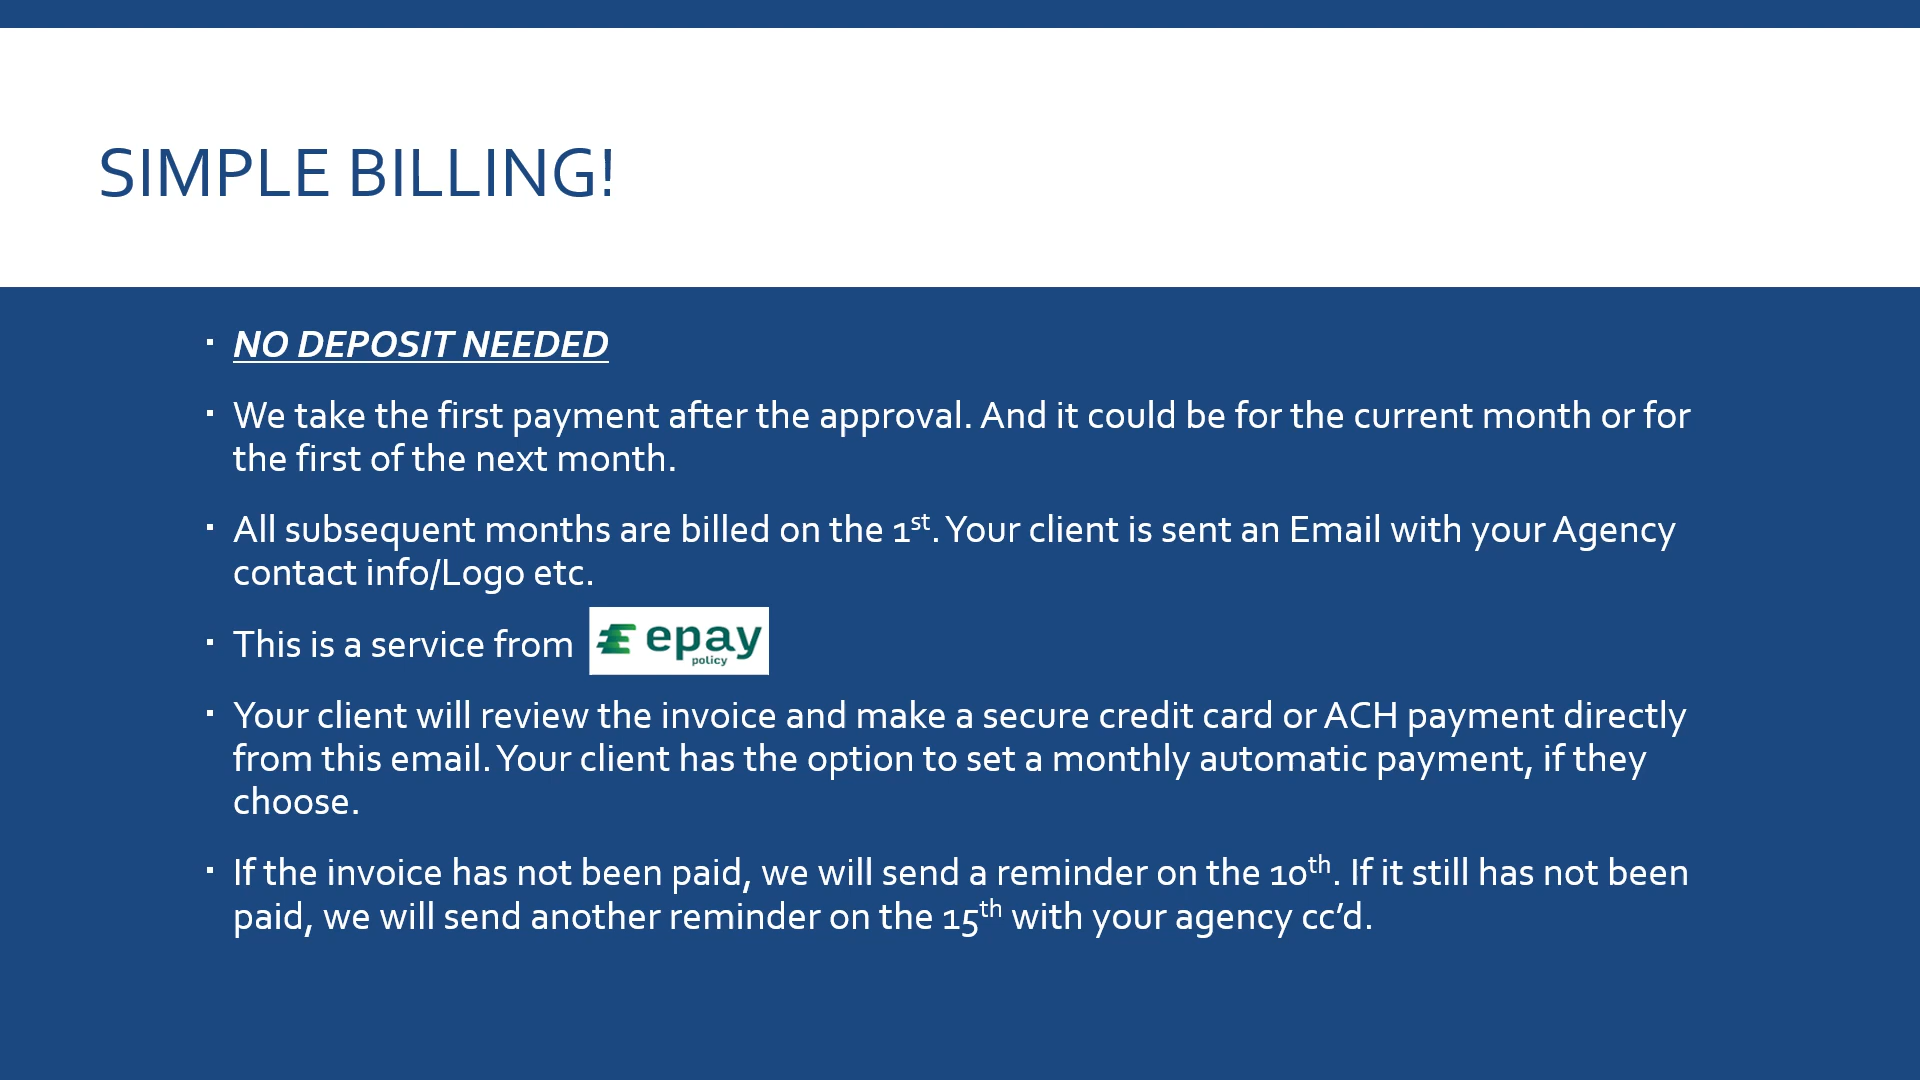 SIMPLE BILLING!
▪ NO DEPOSIT NEEDED
▪ We take the first payment after the approval. And it could be for the current month or for
the first of the next month.
▪ All subsequent months are billed on the 1st. Your client is sent an Email with your Agency
contact info/Logo etc.
▪ This is a service from epay policy
▪ Your client will review the invoice and make a secure credit card or ACH payment directly
from this email. Your client has the option to set a monthly automatic payment, if they
choose.
▪ If the invoice has not been paid, we will send a reminder on the 10th. If it still has not been
paid, we will send another reminder on the 15th with your agency cc’d.